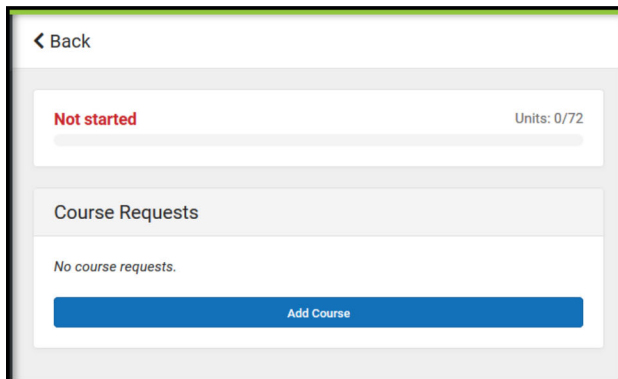 Back
Not started
Units: 0/72
Course Requests
No course requests.
Add Course